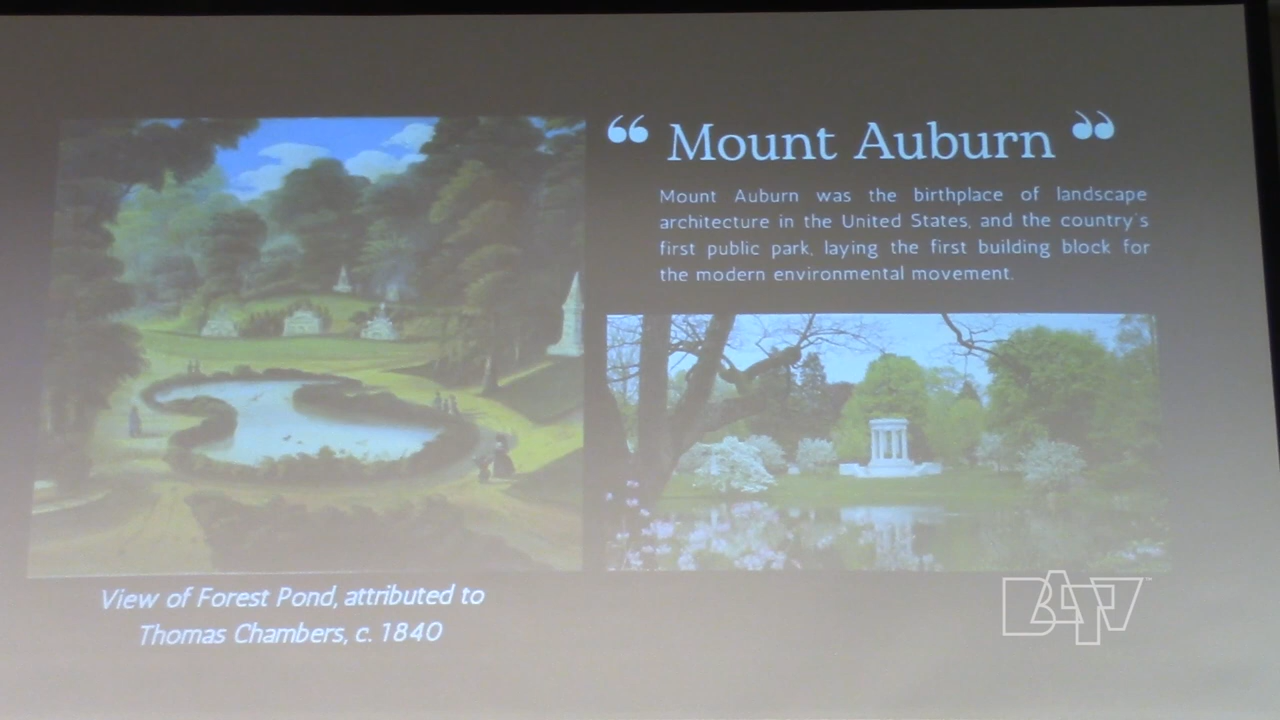 “ Mount Auburn ”
Mount Auburn was the birthplace of landscape
architecture in the United States, and the country's
first public park, laying the first building block for
the modern environmental movement.
View of Forest Pond, attributed to
Thomas Chambers, c. 1840
BATV